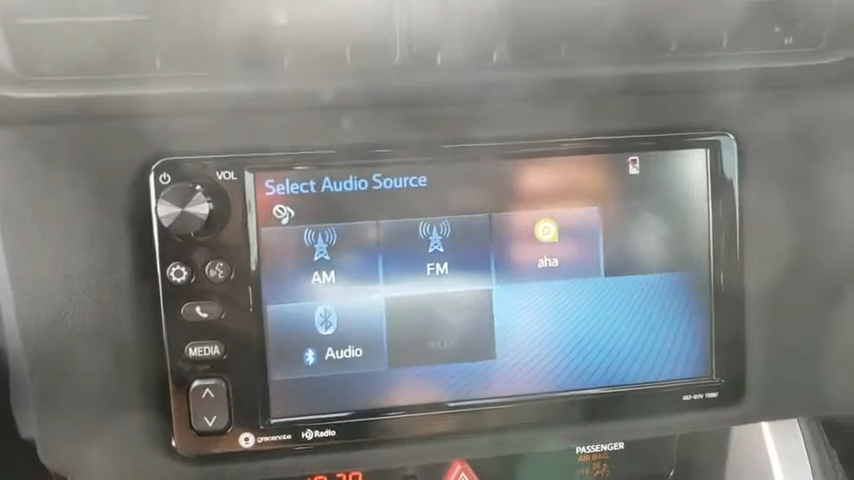 VOL
Select Audio Source
AM
FM
aha
Audio
MEDIA
gracenote
HD Radio
PASSENGER
AIR BAG